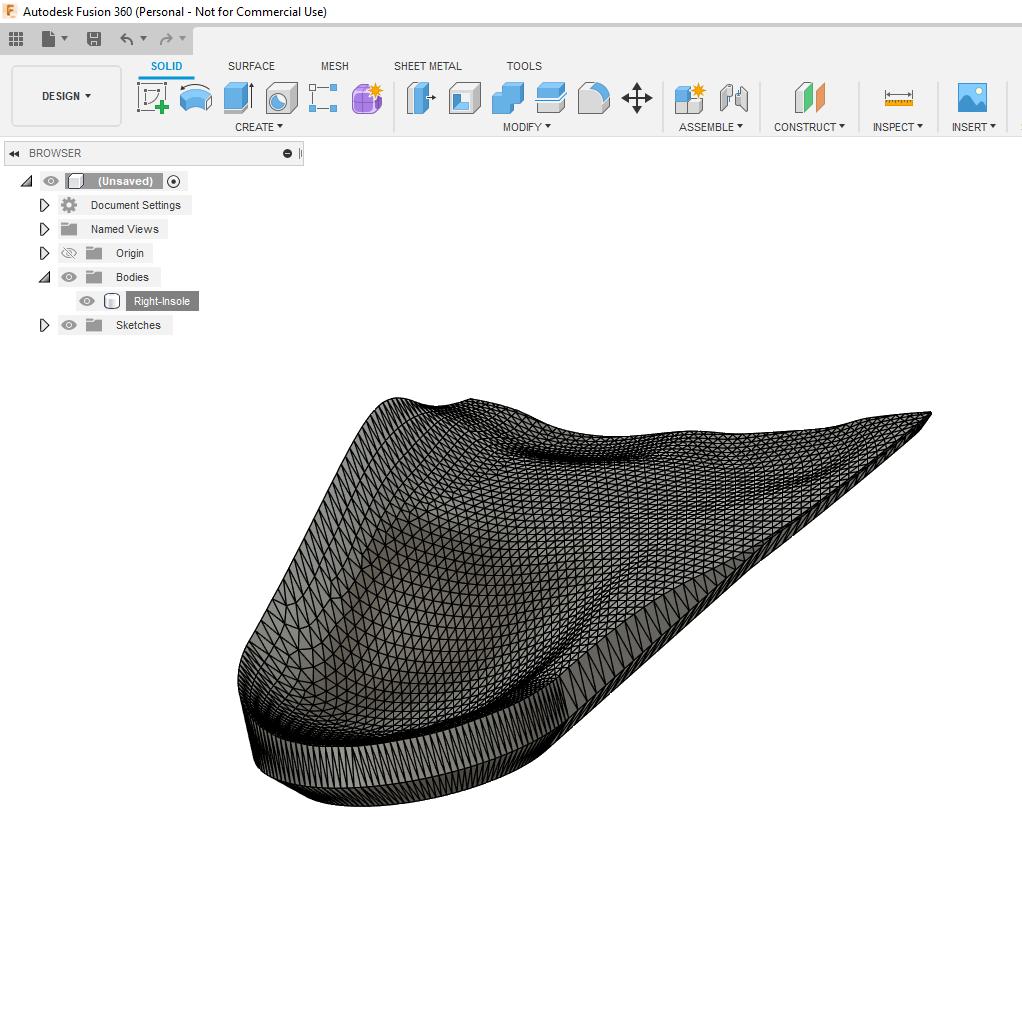 Autodesk Fusion 360 (Personal - Not for Commercial Use)
DESIGN
SOLID SURFACE MESH SHEET METAL TOOLS
CREATE MODIFY ASSEMBLE CONSTRUCT INSPECT INSERT
BROWSER
(Unsaved)
Document Settings
Named Views
Origin
Bodies
Right-Insole
Sketches